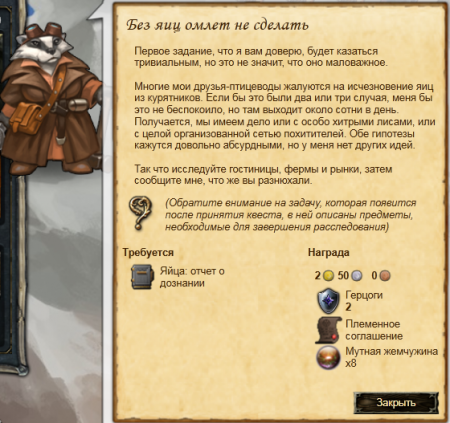 Без яиц омлет не сделать
Первое задание, что я вам доверю, будет казаться
тривиальным, но это не значит, что оно маловажное.
Многие мои друзья-птицеводы жалуются на исчезновение яиц
из курятников. Если бы это были два или три случая, меня бы
это не беспокоило, но там выходит около сотни в день.
Получается, мы имеем дело или с особо хитрыми лисами, или
с целой организованной сетью похитителей. Обе гипотезы
кажутся довольно абсурдными, но у меня нет других идей.
Так что исследуйте гостиницы, фермы и рынки, затем
сообщите мне, что же вы разнюхали.
(Обратите внимание на задачу, которая появится
после принятия квеста, в ней описаны предметы,
необходимые для завершения расследования)
Требуется
Яйца: отчет о
дознании
Награда
2 50 0
Герцоги
2
Племенное
соглашение
Мутная жемчужина
x8
Закрыть